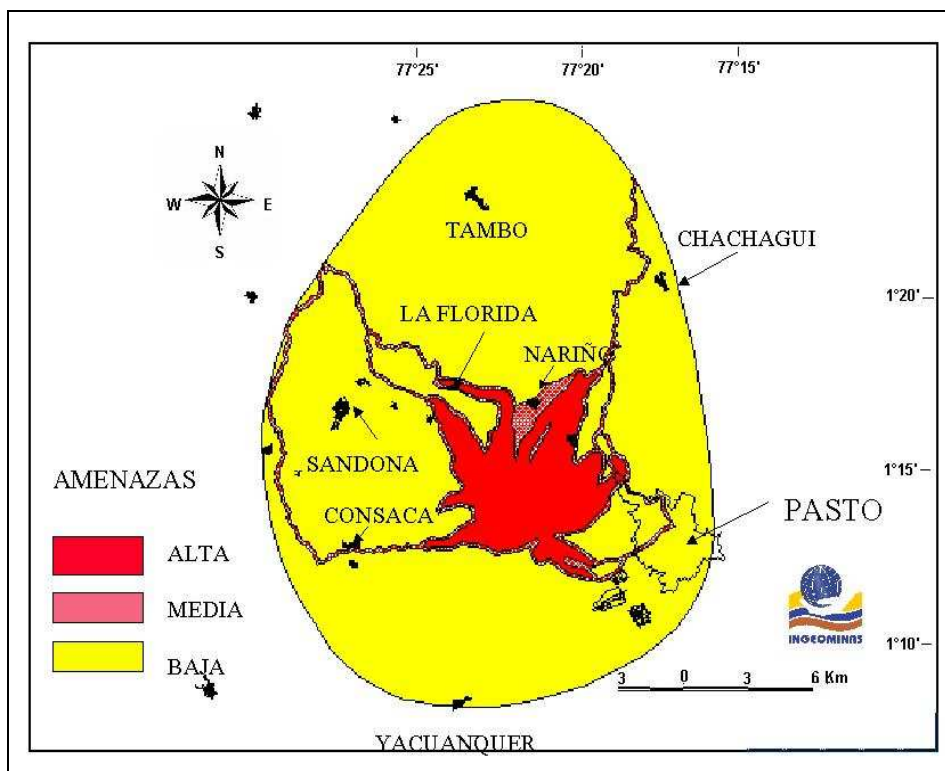 77°25'
77°20'
77°15'
N
W E
S
TAMBO
CHACHAGUI
1°20'
LA FLORIDA
NARIÑO
SANDONA
1°15'
AMENAZAS
CONSACA
PASTO
ALTA
MEDIA
INGEOMINAS
1°10'
BAJA
3 0 3 6 Km
YACUANQUER